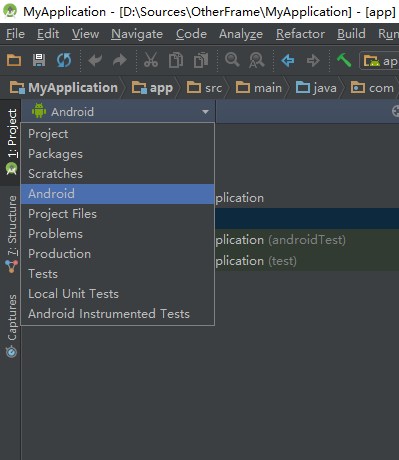 MyApplication - [D:\Sources\OtherFrame\MyApplication] - [app]
File Edit View Navigate Code Analyze Refactor Build Run
ap
MyApplication app src main java com
Android
Project
Packages
Scratches
Android
Project Files
Problems
Production
Tests
Local Unit Tests
Android Instrumented Tests
plication
plication (androidTest)
plication (test)
1: Project
7: Structure
Captures